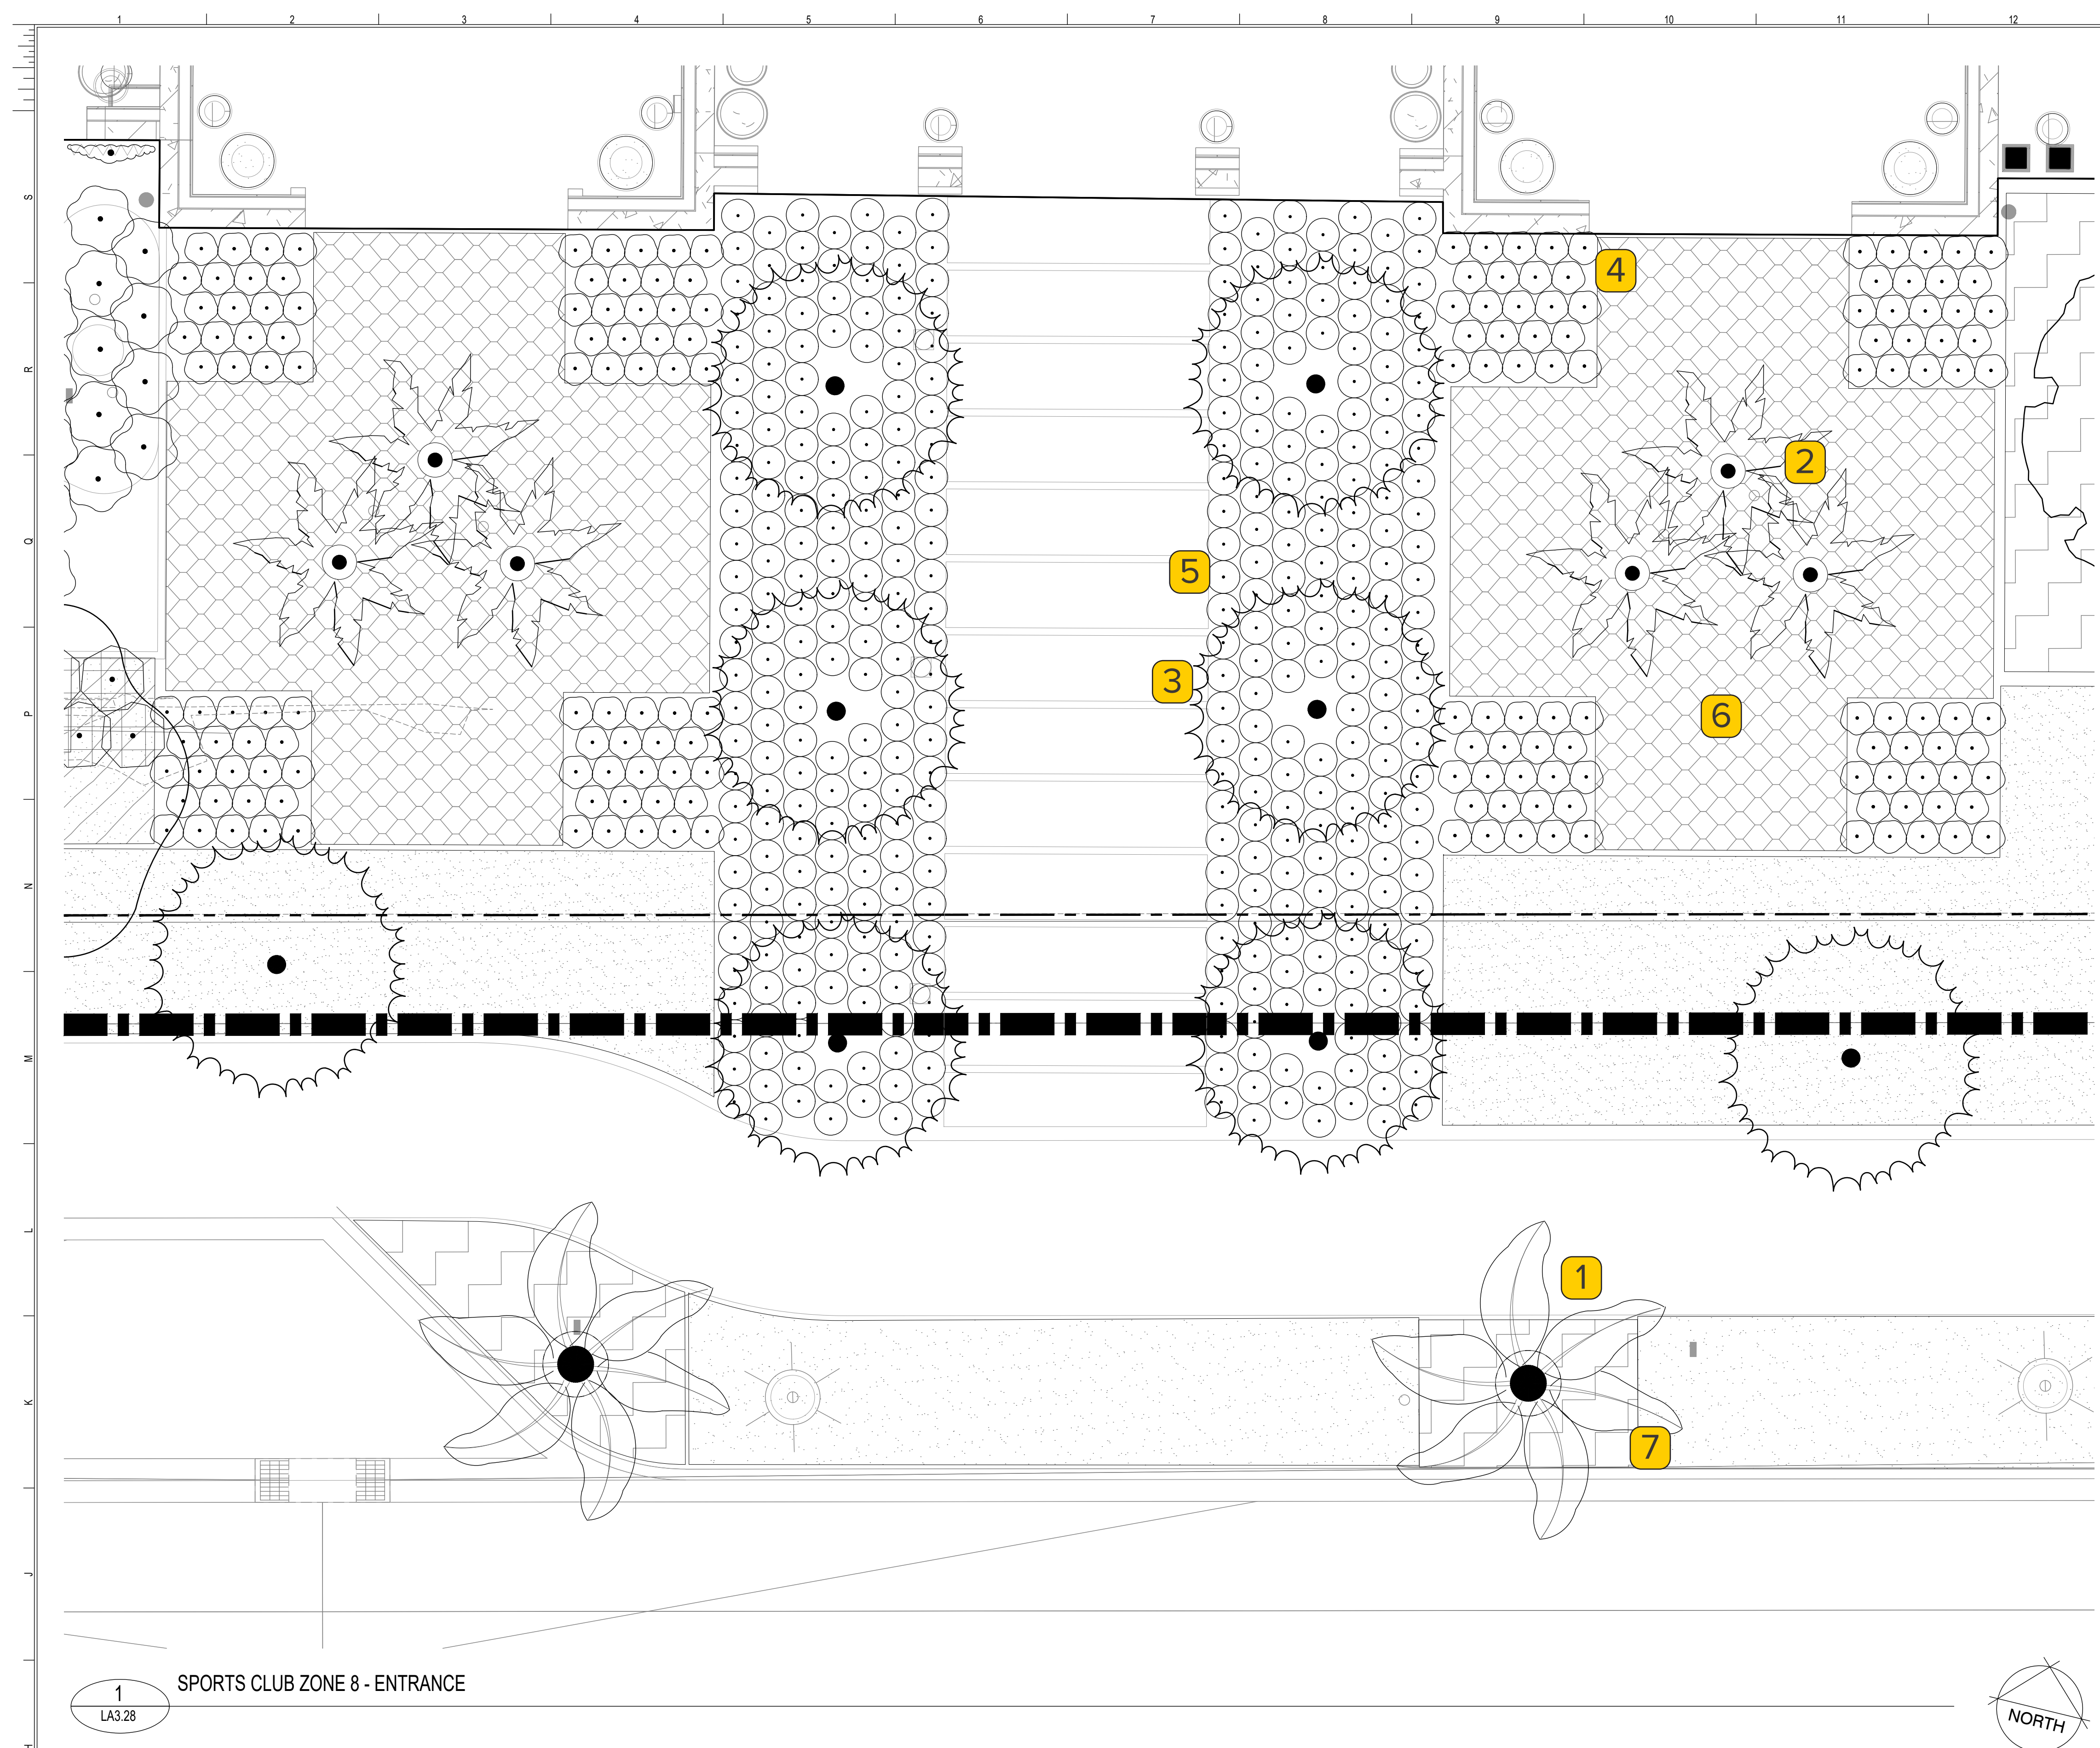 1 2 3 4 5 6 7 8 9 10 11 12
S
R
Q
P
N
M
L
K
J
H
4
2
5
3
6
1
7
1
LA3.28
SPORTS CLUB ZONE 8 - ENTRANCE
NORTH